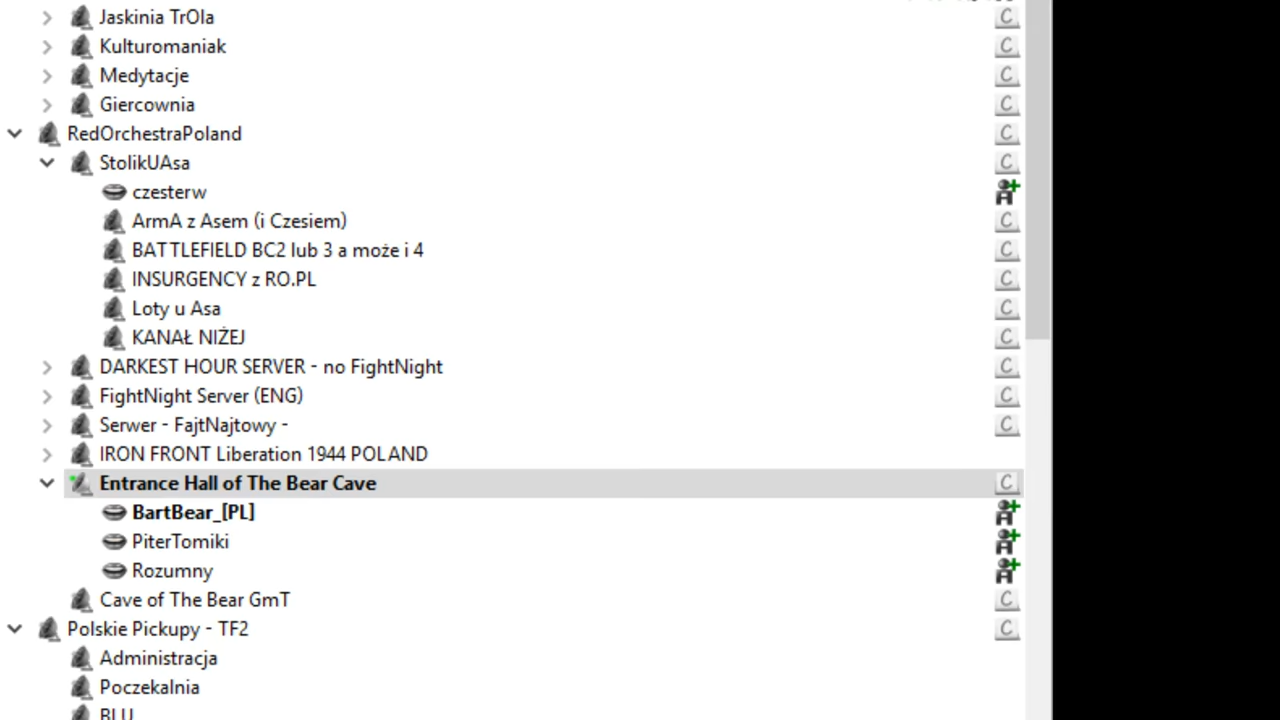 Jaskinia TrOla
Kulturomaniak
Medytacje
Giercownia
RedOrchestraPoland
StolikUAsa
czesterw
ArmA z Asem (i Czesiem)
BATTLEFIELD BC2 lub 3 a może i 4
INSURGENCY z RO.PL
Loty u Asa
KANAŁ NIŻEJ
DARKEST HOUR SERVER - no FightNight
FightNight Server (ENG)
Serwer - FajtNajtowy -
IRON FRONT Liberation 1944 POLAND
Entrance Hall of The Bear Cave
BartBear_[PL]
PiterTomiki
Rozumny
Cave of The Bear GmT
Polskie Pickupy - TF2
Administracja
Poczekalnia
BLU